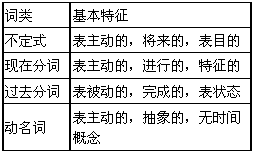 词类 基本特征
不定式 表主动的，将来的，表目的
现在分词 表主动的，进行的，特征的
过去分词 表被动的，完成的，表状态
动名词 表主动的，抽象的，无时间
概念